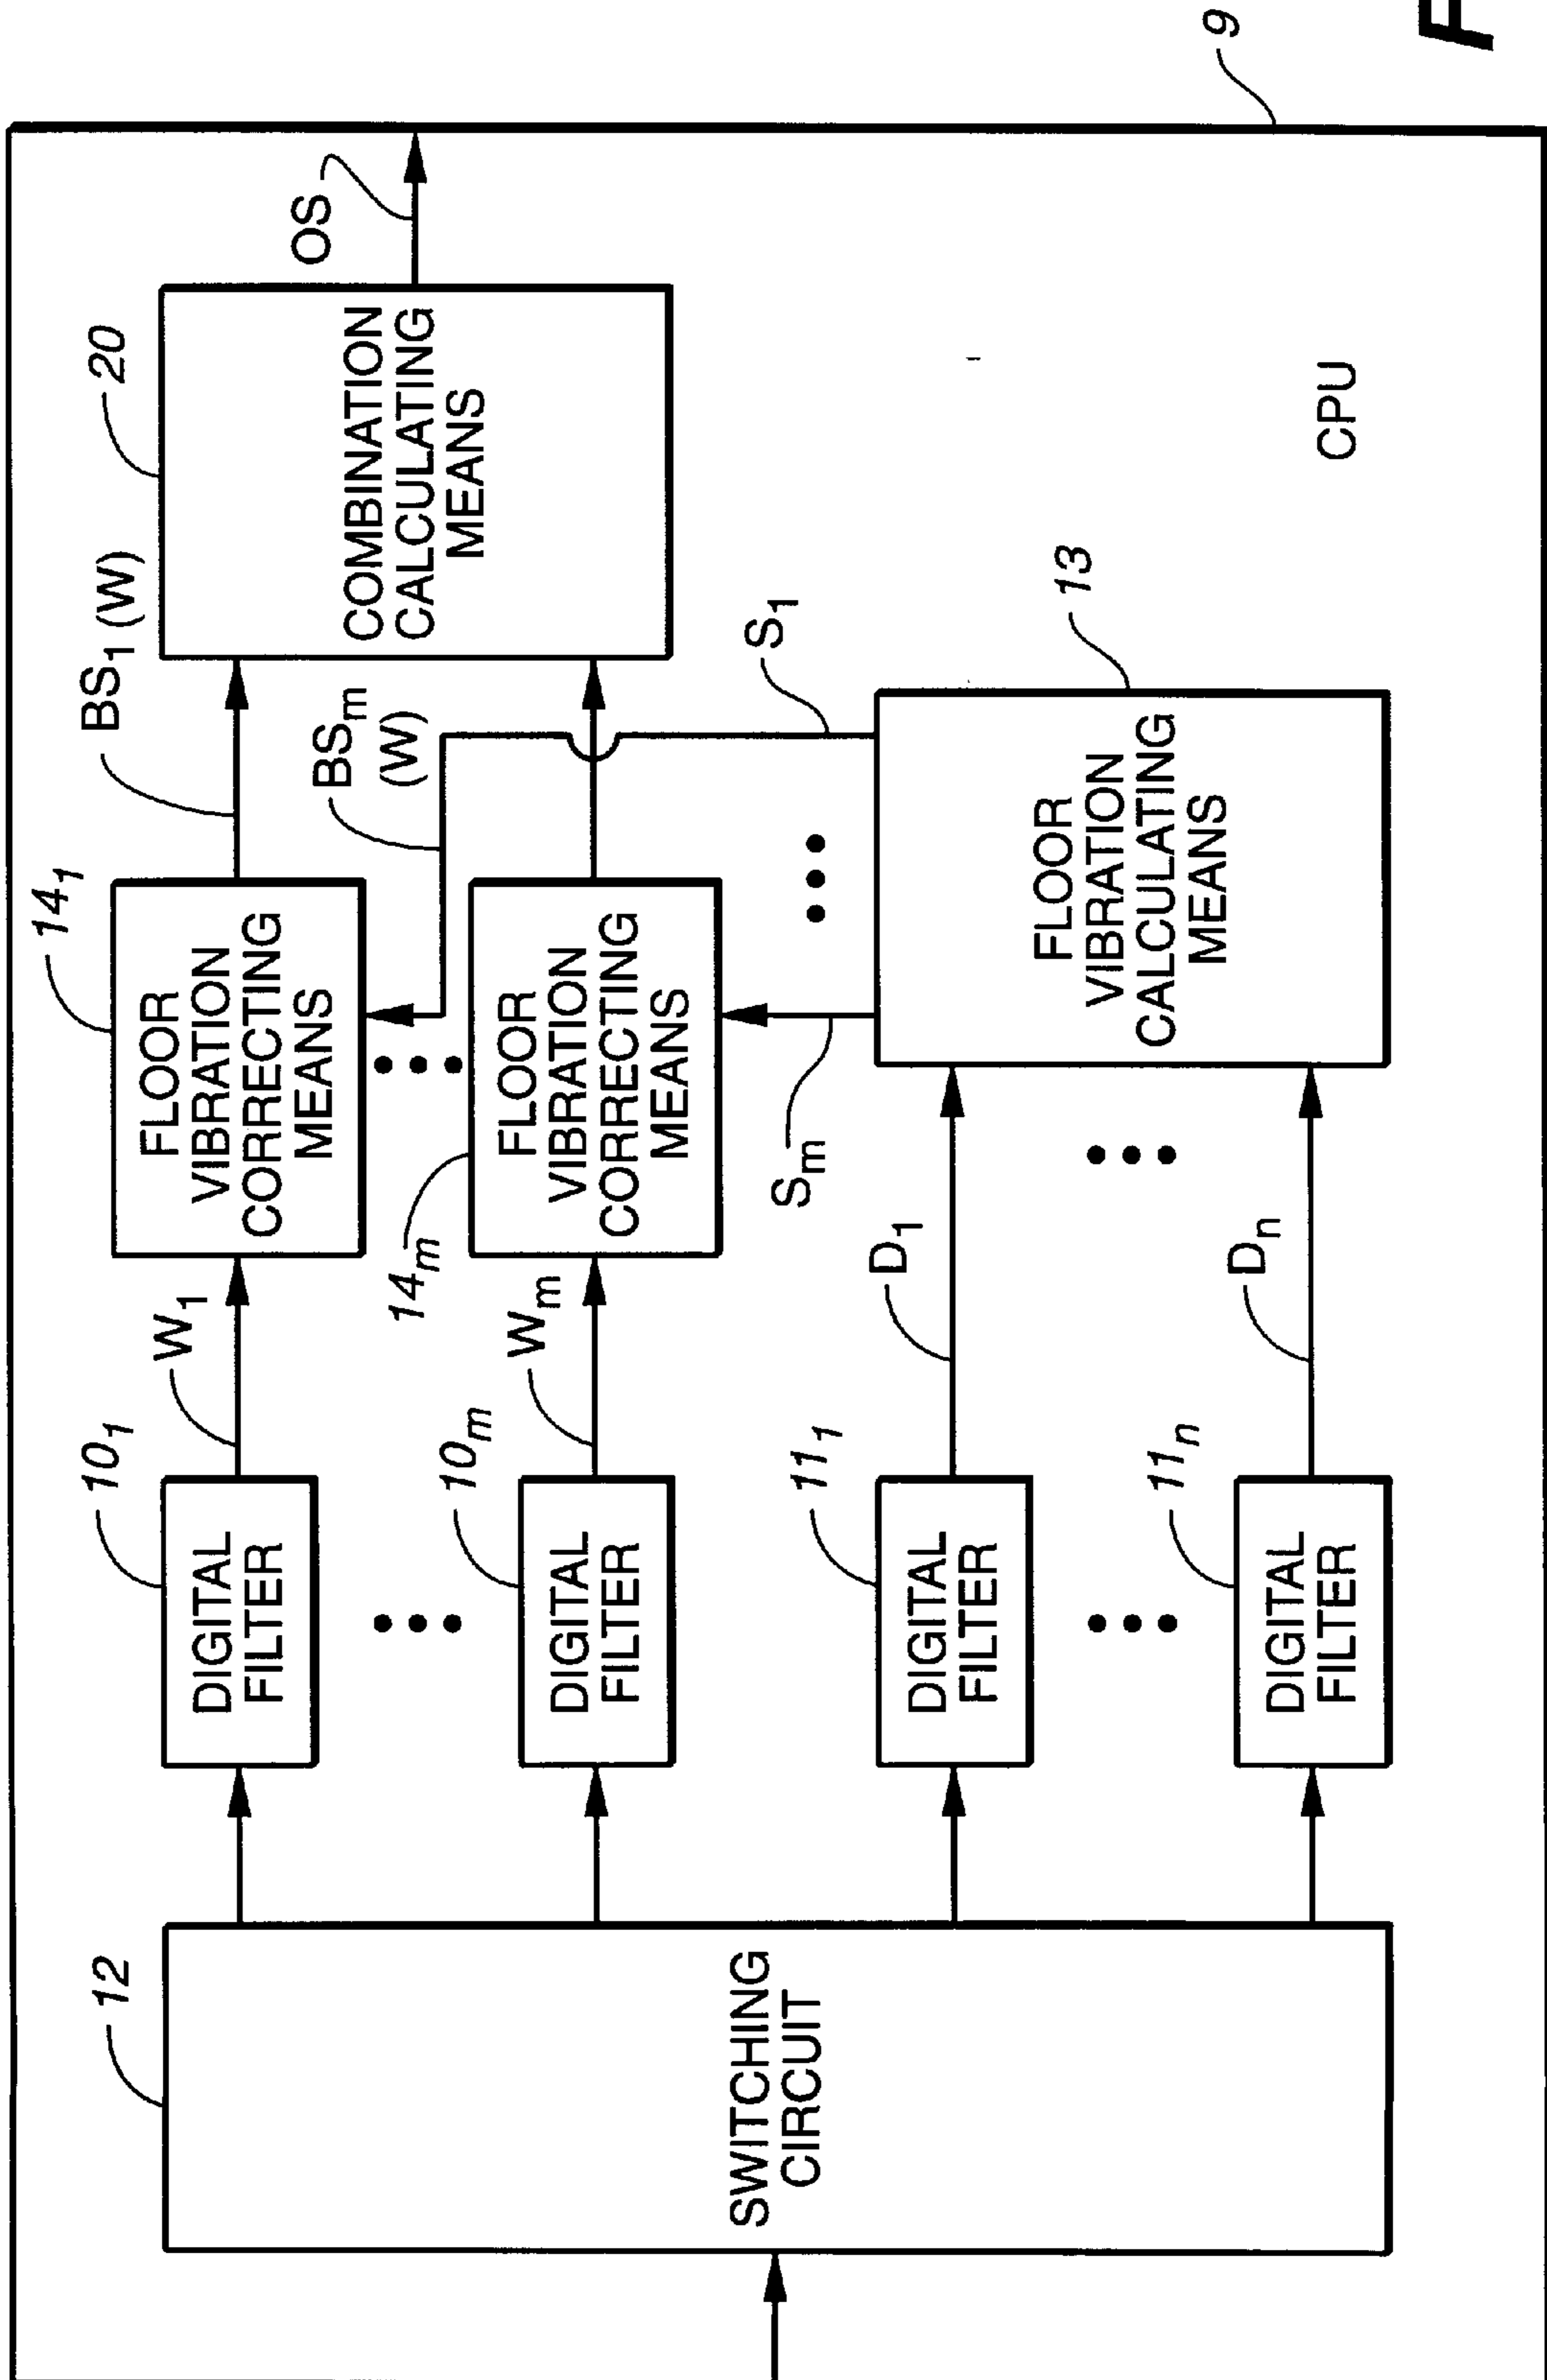 12
SWITCHING
CIRCUIT
10₁
DIGITAL
FILTER
10ₘ
DIGITAL
FILTER
11₁
DIGITAL
FILTER
11ₙ
DIGITAL
FILTER
W₁
Wₘ
D₁
Dₙ
14₁
FLOOR
VIBRATION
CORRECTING
MEANS
14ₘ
FLOOR
VIBRATION
CORRECTING
MEANS
Sₘ
S₁
13
FLOOR
VIBRATION
CALCULATING
MEANS
BS₁ (W)
BSₘ
(W)
20
COMBINATION
CALCULATING
MEANS
OS
CPU
9